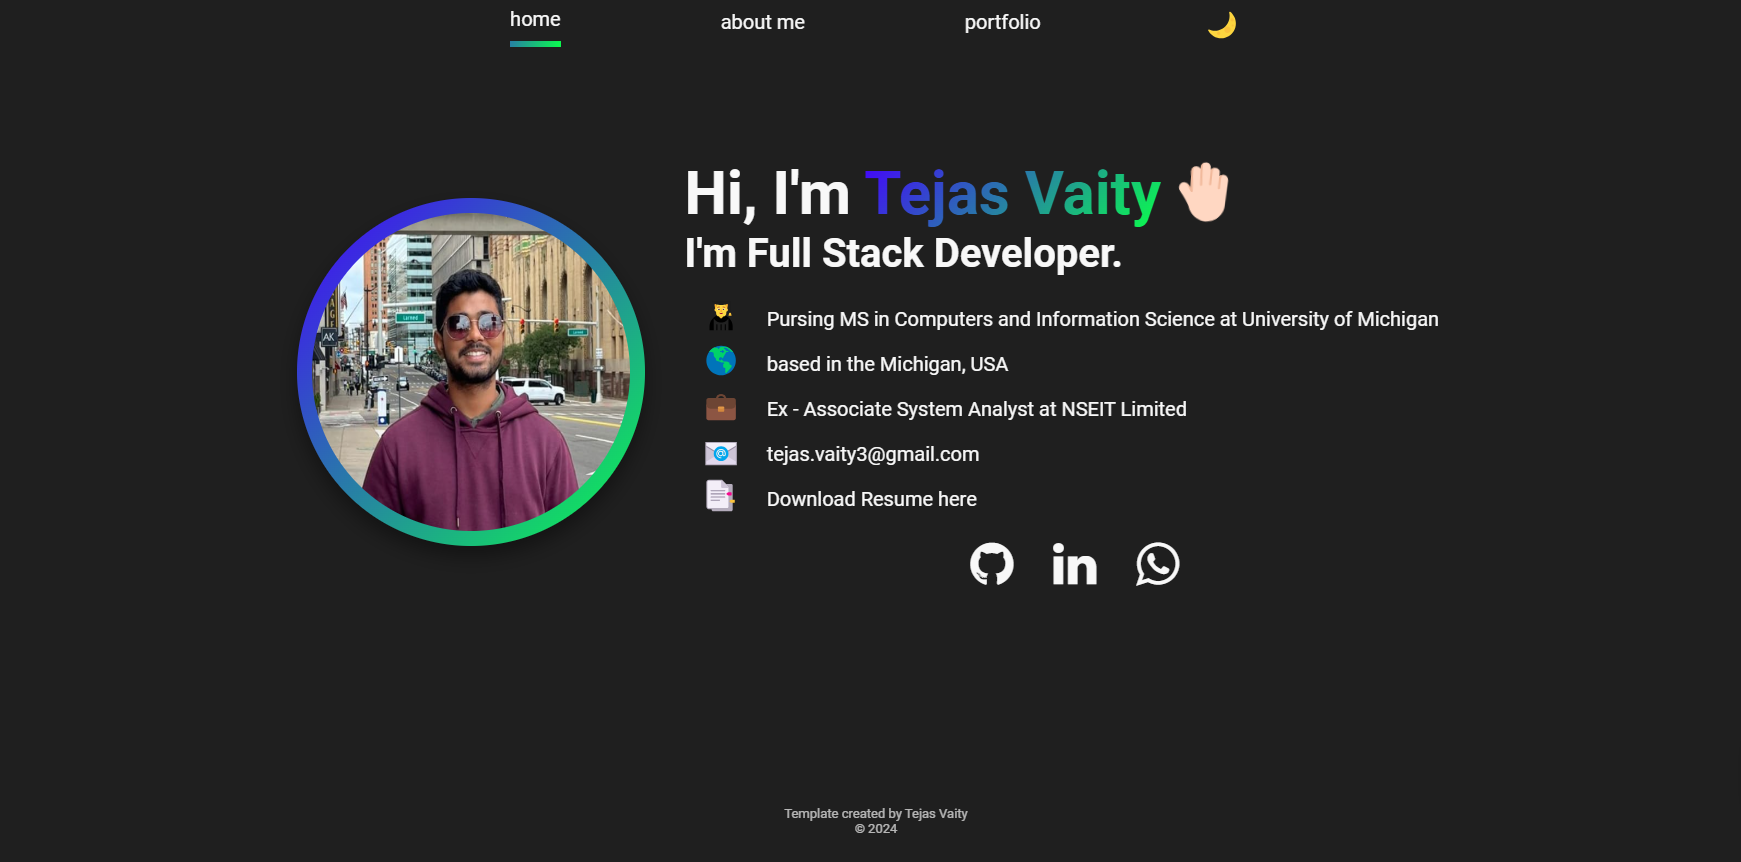 home about me portfolio
Hi, I'm Tejas Vaity
I'm Full Stack Developer.
Pursing MS in Computers and Information Science at University of Michigan
based in the Michigan, USA
Ex - Associate System Analyst at NSEIT Limited
tejas.vaity3@gmail.com
Download Resume here
in
AK
Template created by Tejas Vaity
© 2024